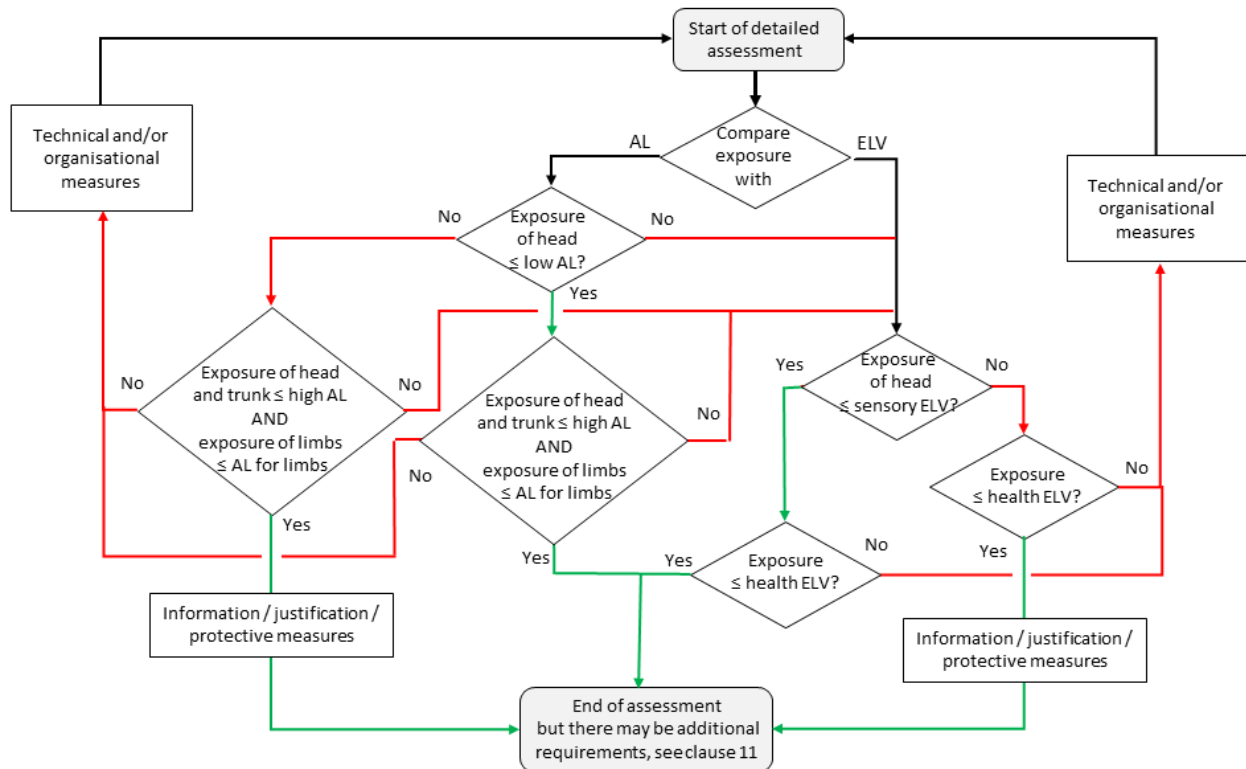 Start of detailed
assessment
Technical and/or
organisational
measures
Compare
exposure
with
AL
ELV
Technical and/or
organisational
measures
No
Exposure
of head
≤ low AL?
No
Yes
No
Exposure of head
and trunk ≤ high AL
AND
exposure of limbs
≤ AL for limbs
No
Yes
Exposure of head
and trunk ≤ high AL
AND
exposure of limbs
≤ AL for limbs
No
No
Yes
Yes
Exposure
of head
≤ sensory ELV?
No
Exposure
≤ health ELV?
No
Yes
Yes
Exposure
≤ health ELV?
No
Information / justification /
protective measures
Information / justification /
protective measures
End of assessment
but there may be additional
requirements, see clause 11